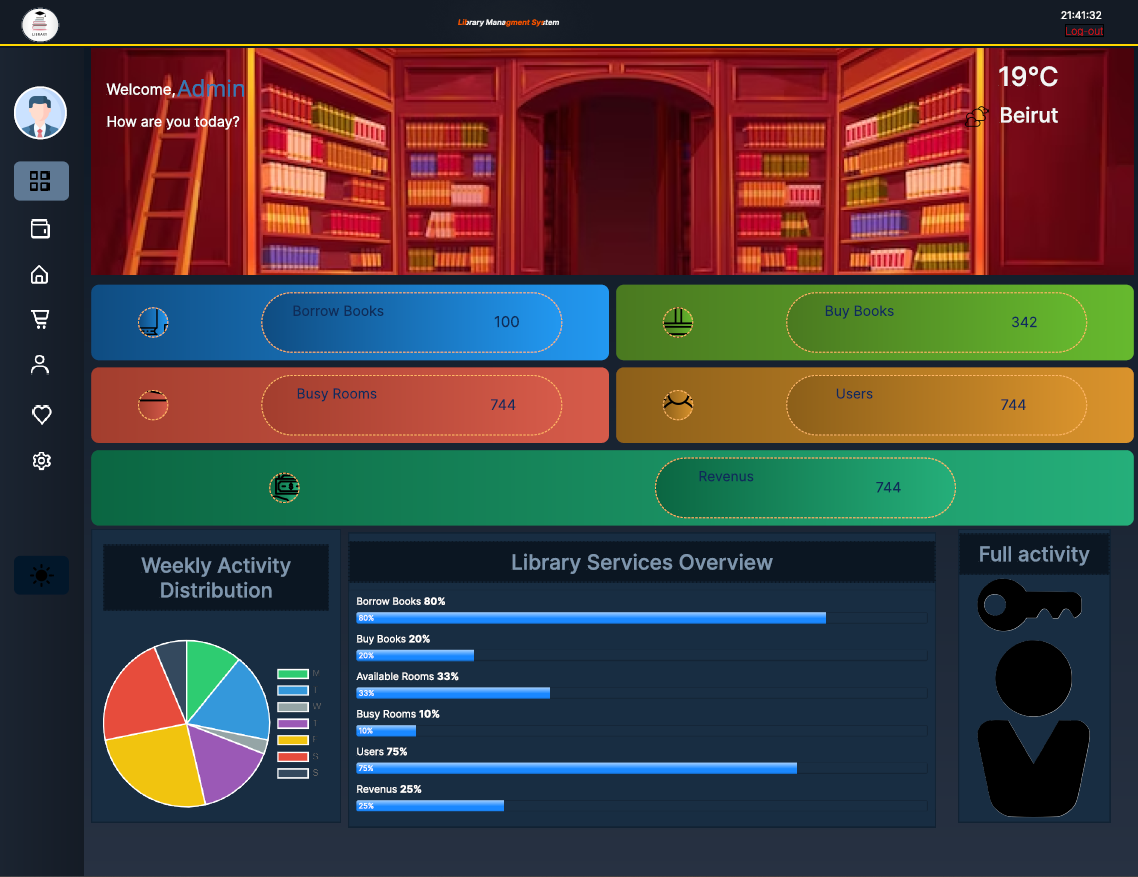 LIBRARY
Library Managment System
21:41:32
Log-out
Welcome,Admin
How are you today?
19°C
Beirut
Borrow Books
100
Buy Books
342
Busy Rooms
744
Users
744
Revenus
744
Weekly Activity
Distribution
M
T
W
T
F
S
S
Library Services Overview
Borrow Books 80%
80%
Buy Books 20%
20%
Available Rooms 33%
33%
Busy Rooms 10%
10%
Users 75%
75%
Revenus 25%
25%
Full activity